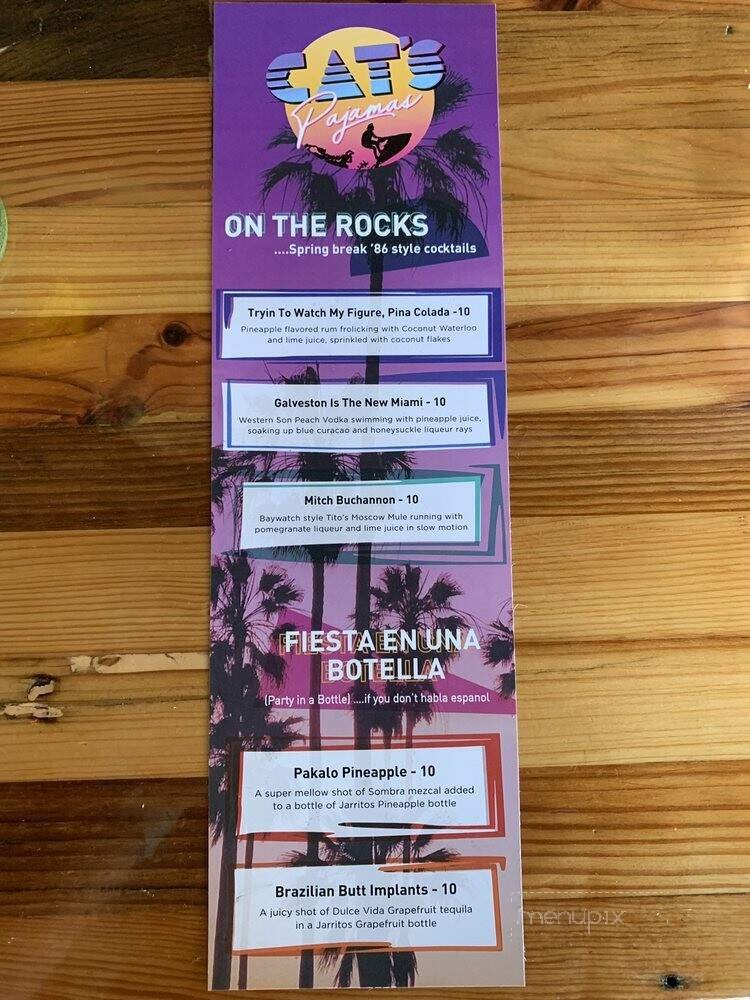 CAT'S
Pajamas
ON THE ROCKS
....Spring break '86 style cocktails
Tryin To Watch My Figure, Pina Colada -10
Pineapple flavored rum frolicking with Coconut Waterloo
and lime juice, sprinkled with coconut flakes
Galveston Is The New Miami - 10
Western Son Peach Vodka swimming with pineapple juice,
soaking up blue curacao and honeysuckle liqueur rays
Mitch Buchannon - 10
Baywatch style Tito's Moscow Mule running with
pomegranate liqueur and lime juice in slow motion
FIESTA EN UNA
BOTELLA
(Party in a Bottle) ....if you don't habla espanol
Pakalo Pineapple - 10
A super mellow shot of Sombra mezcal added
to a bottle of Jarritos Pineapple bottle
Brazilian Butt Implants - 10
A juicy shot of Dulce Vida Grapefruit tequila
in a Jarritos Grapefruit bottle
menupix